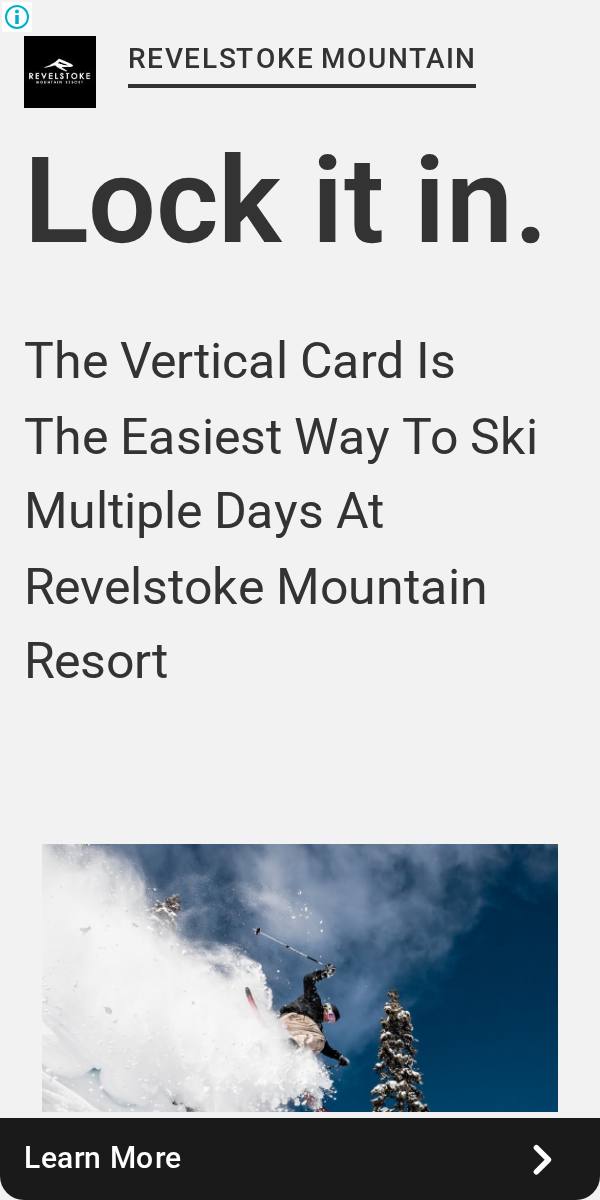 REVELSTOKE
MOUNTAIN RESORT
REVELSTOKE MOUNTAIN
Lock it in.
The Vertical Card Is
The Easiest Way To Ski
Multiple Days At
Revelstoke Mountain
Resort
Learn More